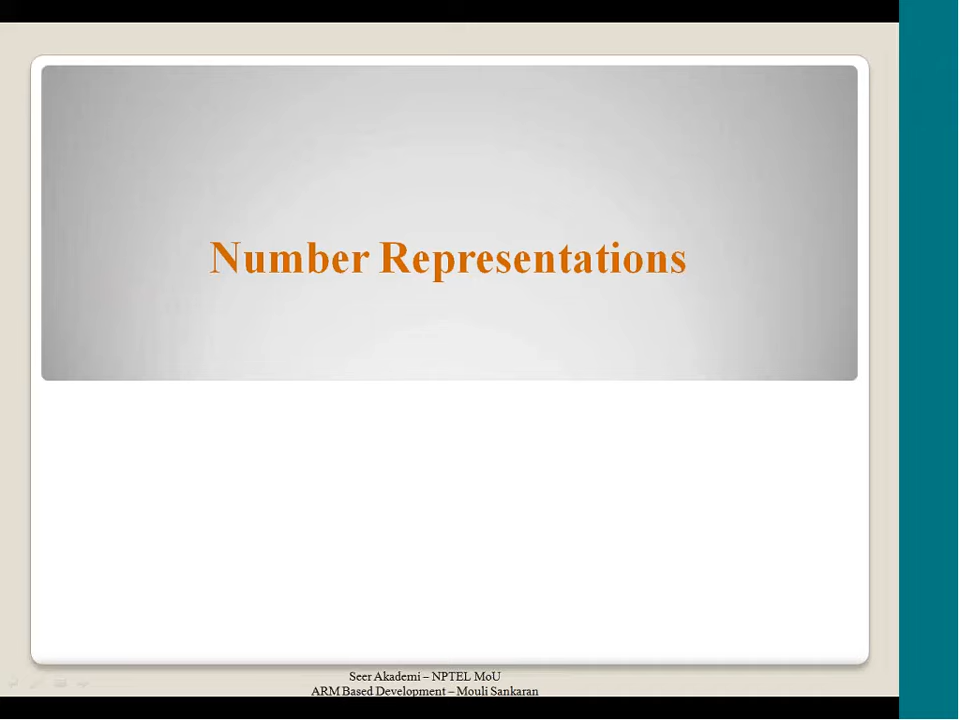 Number Representations
Seer Akademi – NPTEL MoU
ARM Based Development – Mouli Sankaran